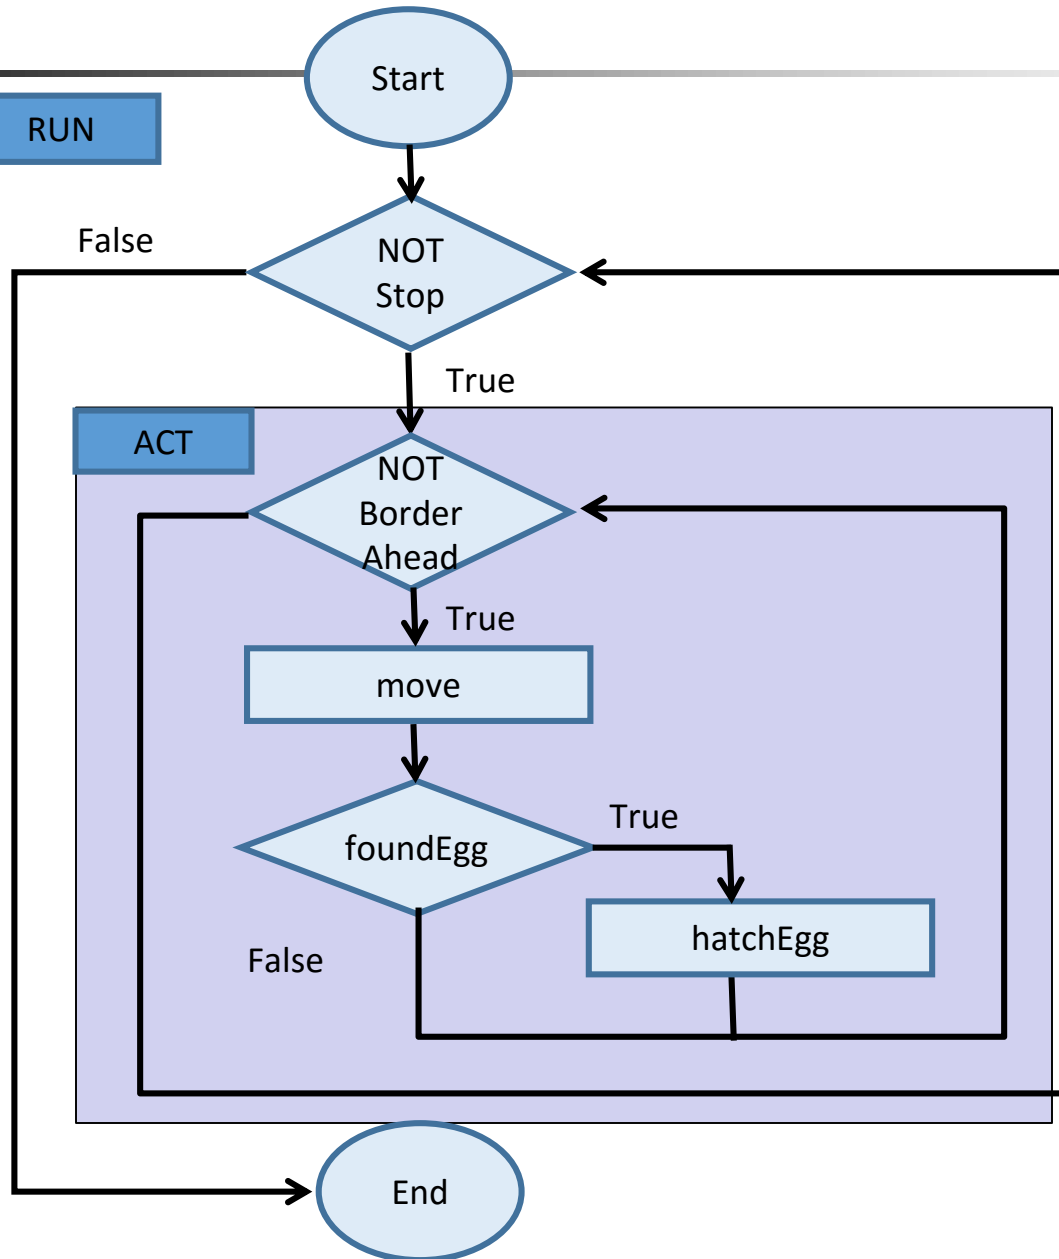 Start
RUN
False
NOT
Stop
True
ACT
NOT
Border
Ahead
True
move
foundEgg
True
hatchEgg
False
End